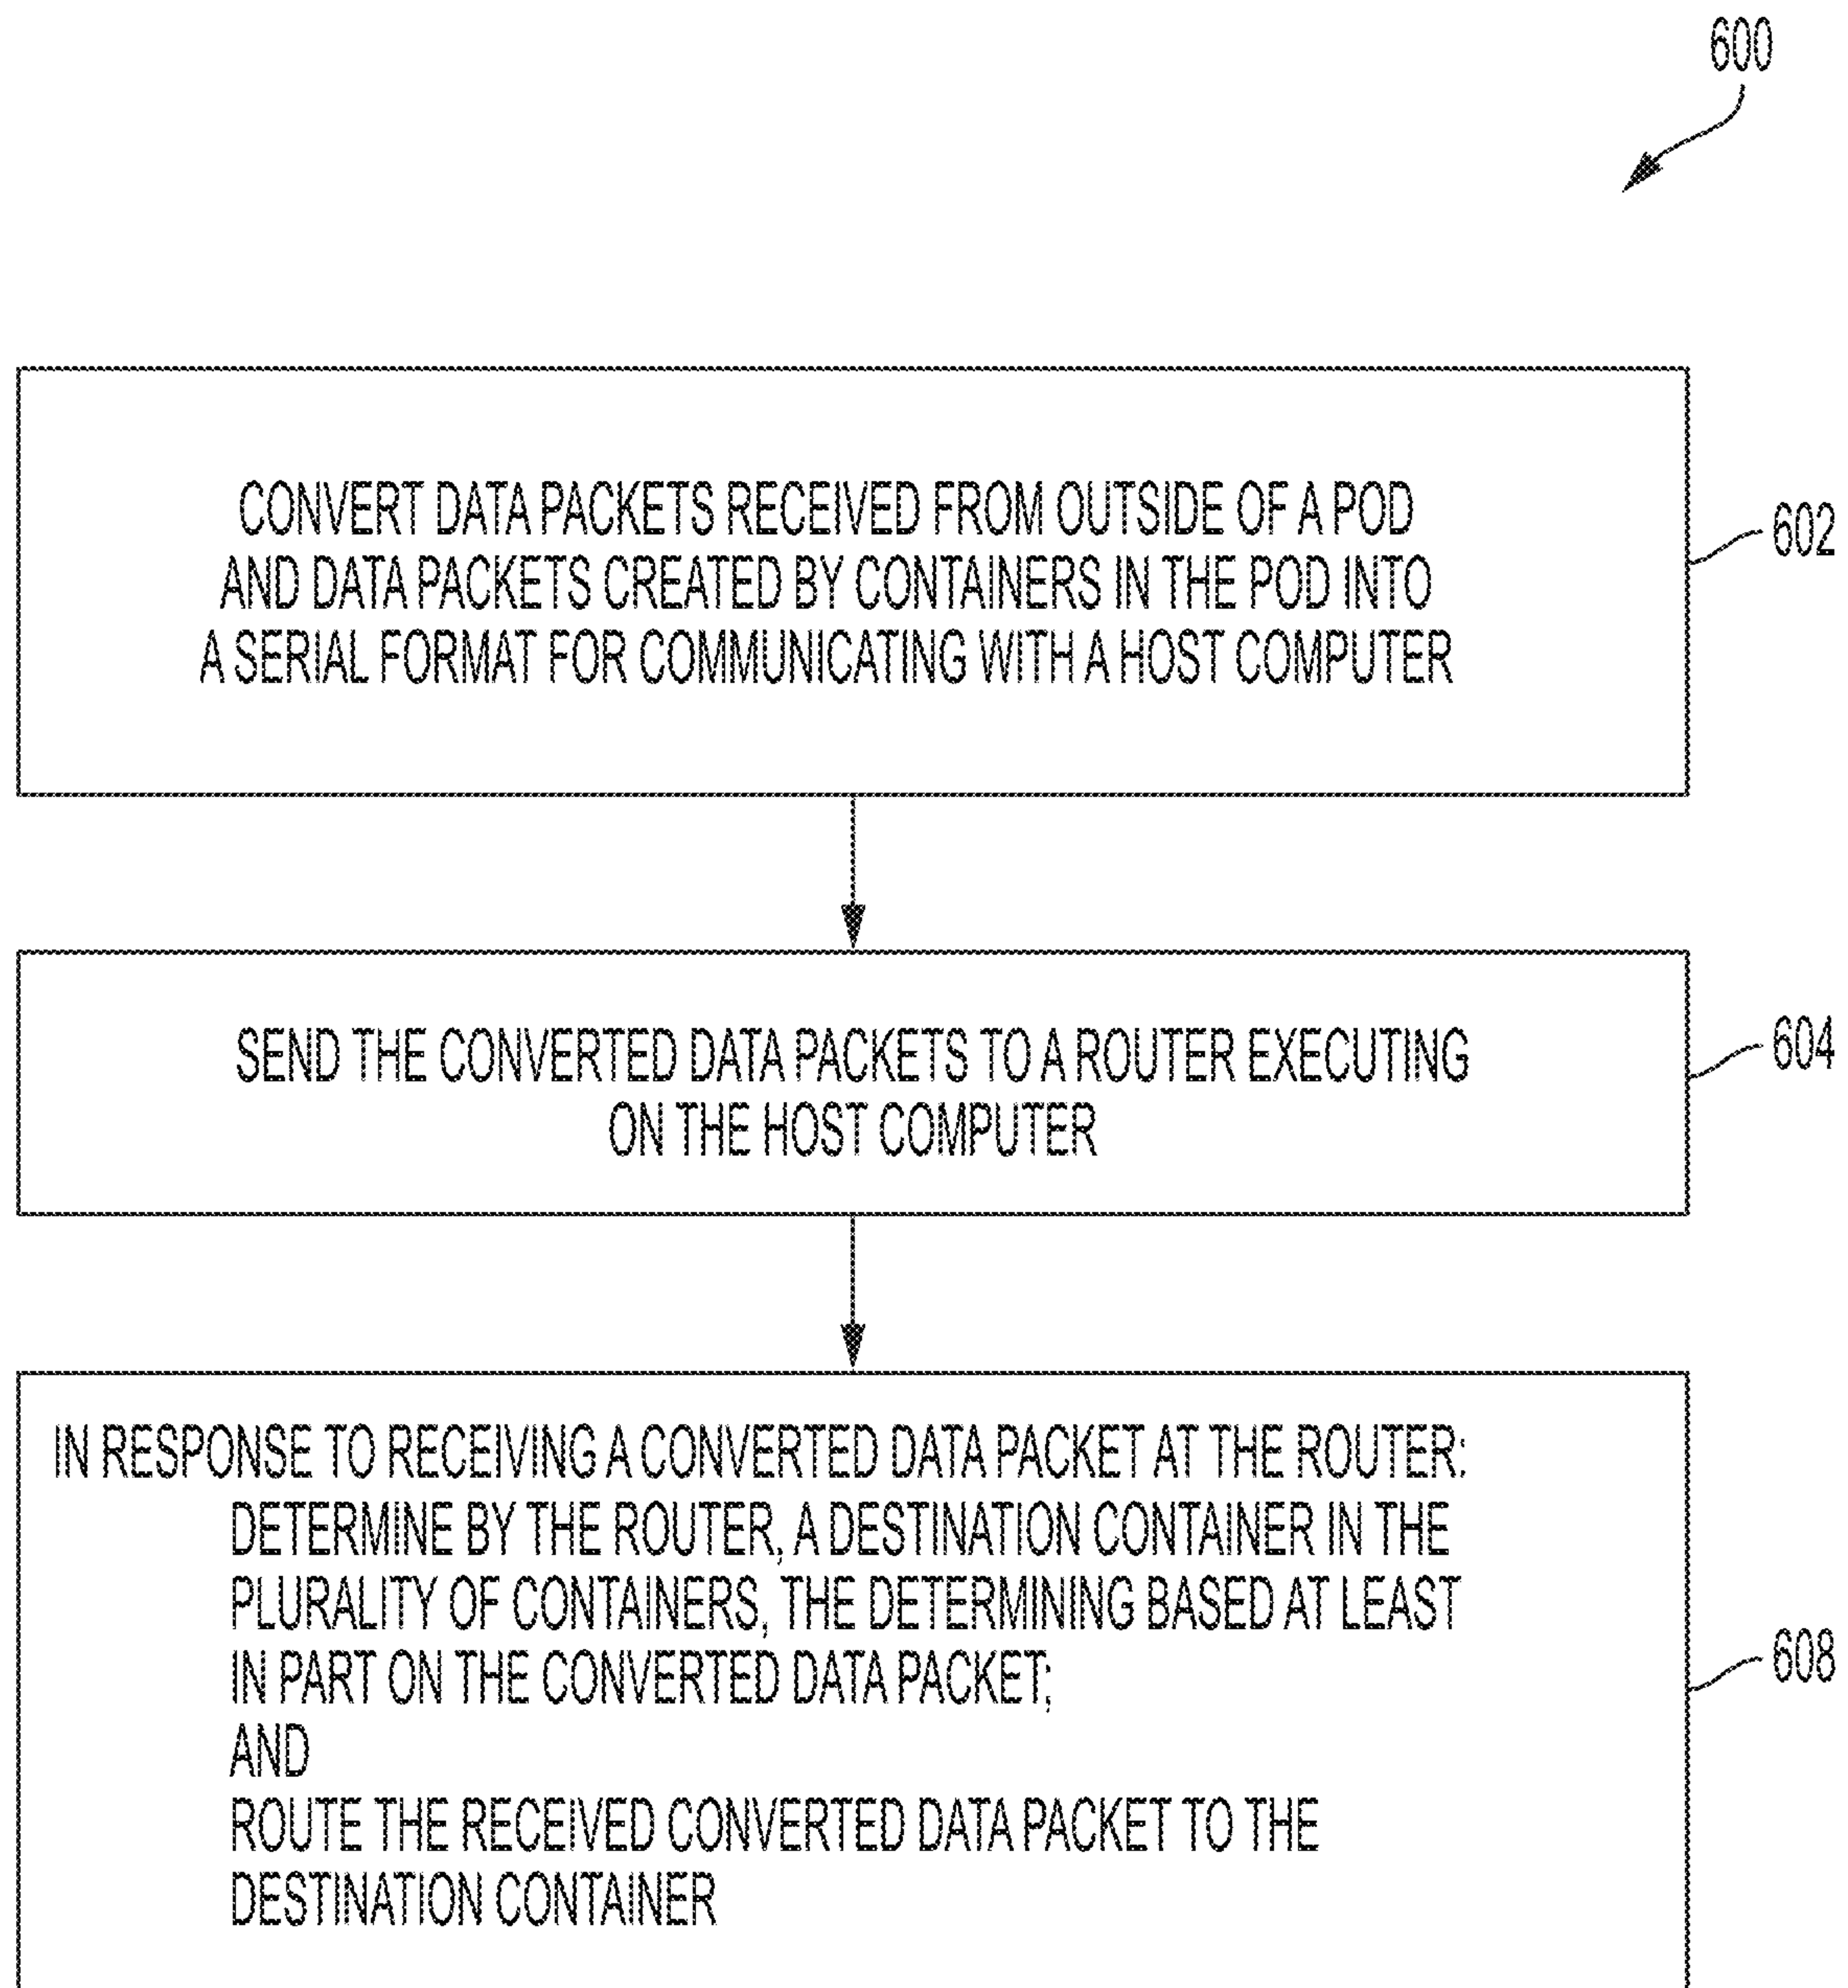 600
CONVERT DATA PACKETS RECEIVED FROM OUTSIDE OF A POD
AND DATA PACKETS CREATED BY CONTAINERS IN THE POD INTO
A SERIAL FORMAT FOR COMMUNICATING WITH A HOST COMPUTER
602
SEND THE CONVERTED DATA PACKETS TO A ROUTER EXECUTING
ON THE HOST COMPUTER
604
IN RESPONSE TO RECEIVING A CONVERTED DATA PACKET AT THE ROUTER:
DETERMINE BY THE ROUTER, A DESTINATION CONTAINER IN THE
PLURALITY OF CONTAINERS, THE DETERMINING BASED AT LEAST
IN PART ON THE CONVERTED DATA PACKET;
AND
ROUTE THE RECEIVED CONVERTED DATA PACKET TO THE
DESTINATION CONTAINER
608